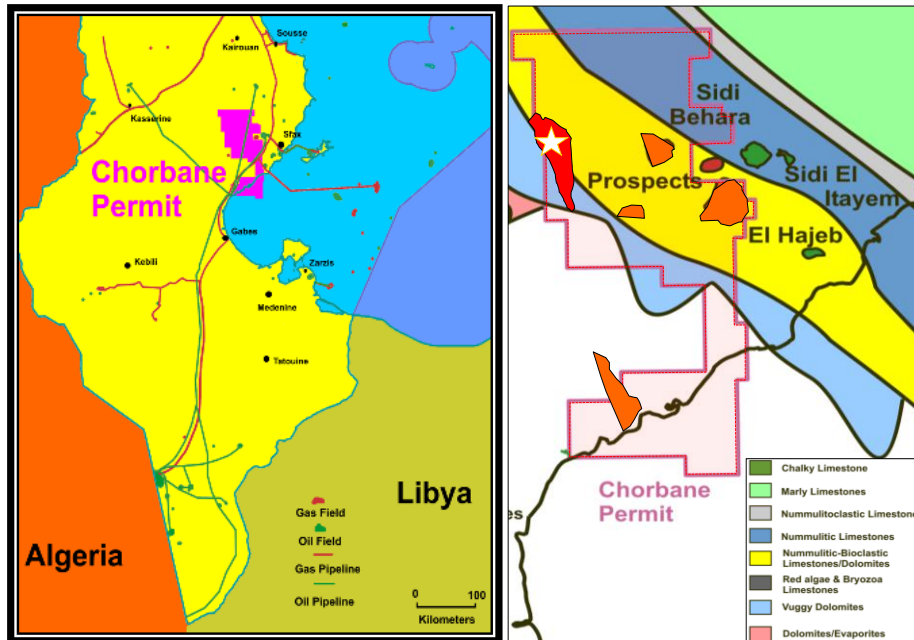 Sousse
Kairouan
Kasserine
Sfax
Chorbane
Permit
Gabes
Kebili
Zarzis
Medenine
Tatouine
Libya
Algeria
Gas Field
Oil Field
Gas Pipeline
Oil Pipeline
0 100
Kilometers
Sidi
Behara
Prospects
Sidi El
Itayem
El Hajeb
Chorbane
Permit
es
Chalky Limestone
Marly Limestones
Nummulitoclastic Limestone
Nummulitic Limestones
Nummulitic-Bioclastic
Limestones/Dolomites
Red algae & Bryozoa
Limestones
Vuggy Dolomites
Dolomites/Evaporites